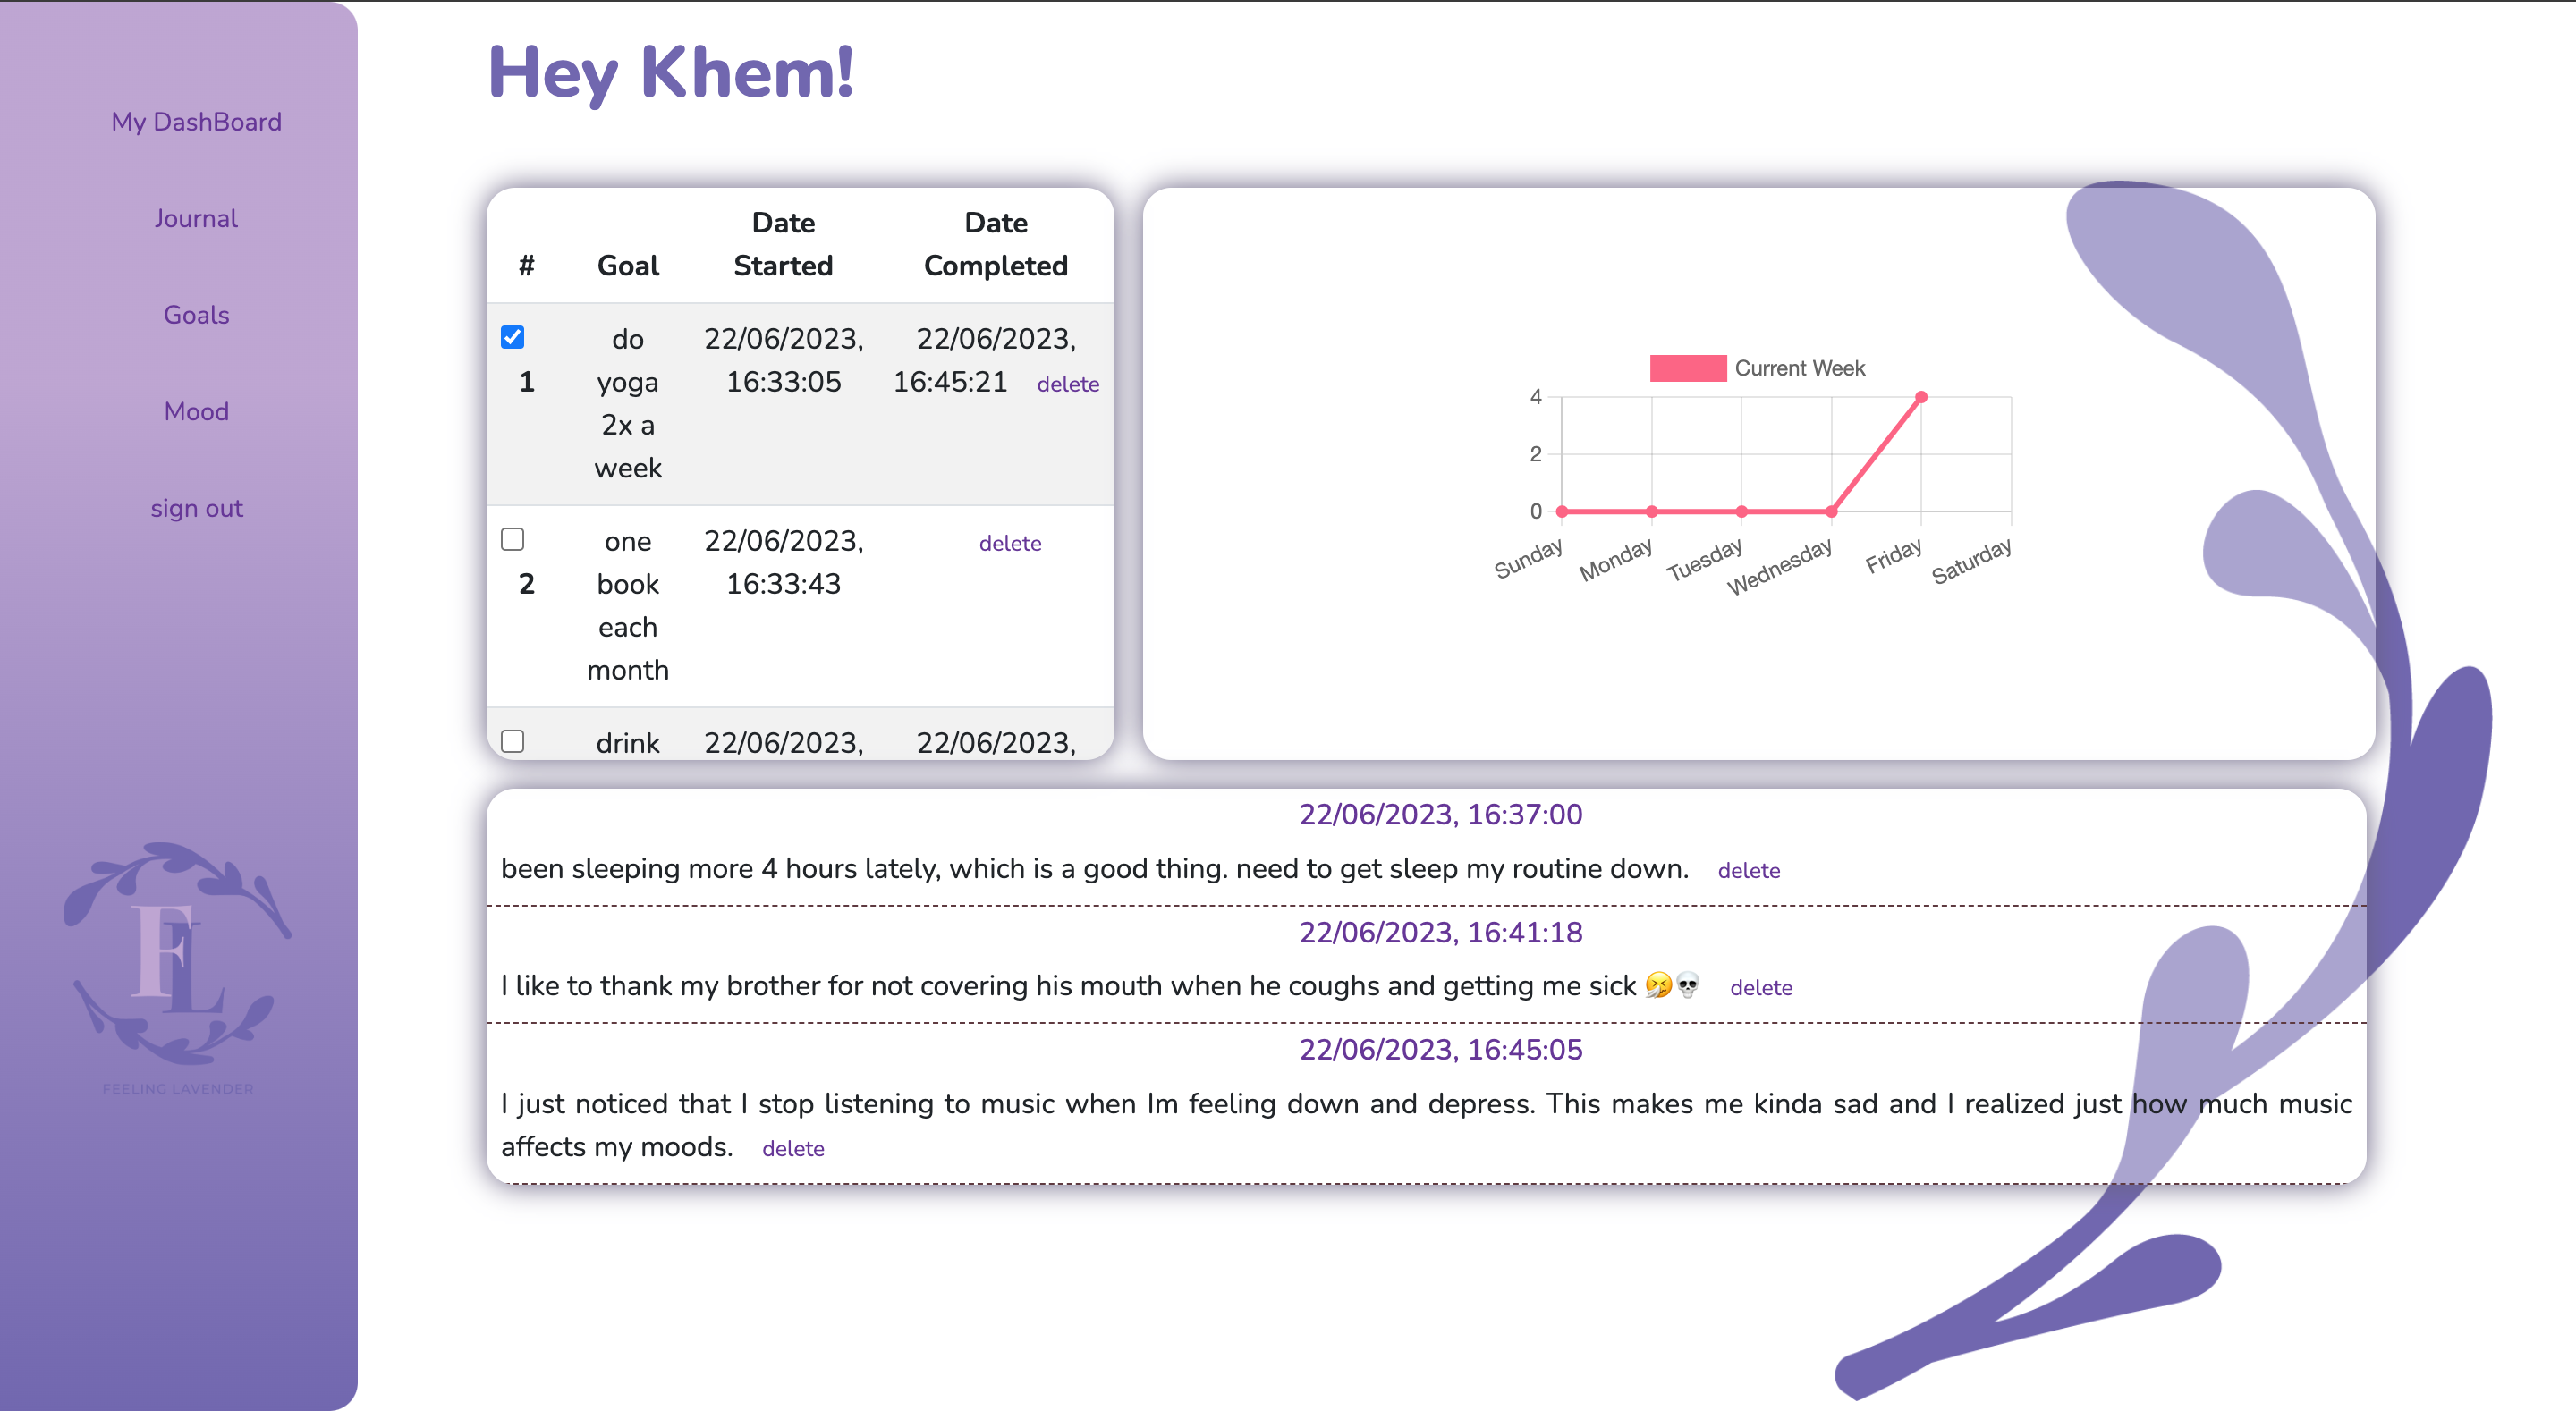 My DashBoard
Journal
Goals
Mood
sign out
FL
FEELING LAVENDER
Hey Khem!
# Goal Date Started Date Completed
1 do yoga 2x a week 22/06/2023, 16:33:05 22/06/2023, 16:45:21 delete
2 one book each month 22/06/2023, 16:33:43 delete
drink 22/06/2023, 22/06/2023,
Current Week
4
2
0
Sunday Monday Tuesday Wednesday Friday Saturday
22/06/2023, 16:37:00
been sleeping more 4 hours lately, which is a good thing. need to get sleep my routine down. delete
22/06/2023, 16:41:18
I like to thank my brother for not covering his mouth when he coughs and getting me sick 🤧💀 delete
22/06/2023, 16:45:05
I just noticed that I stop listening to music when Im feeling down and depress. This makes me kinda sad and I realized just how much music
affects my moods. delete